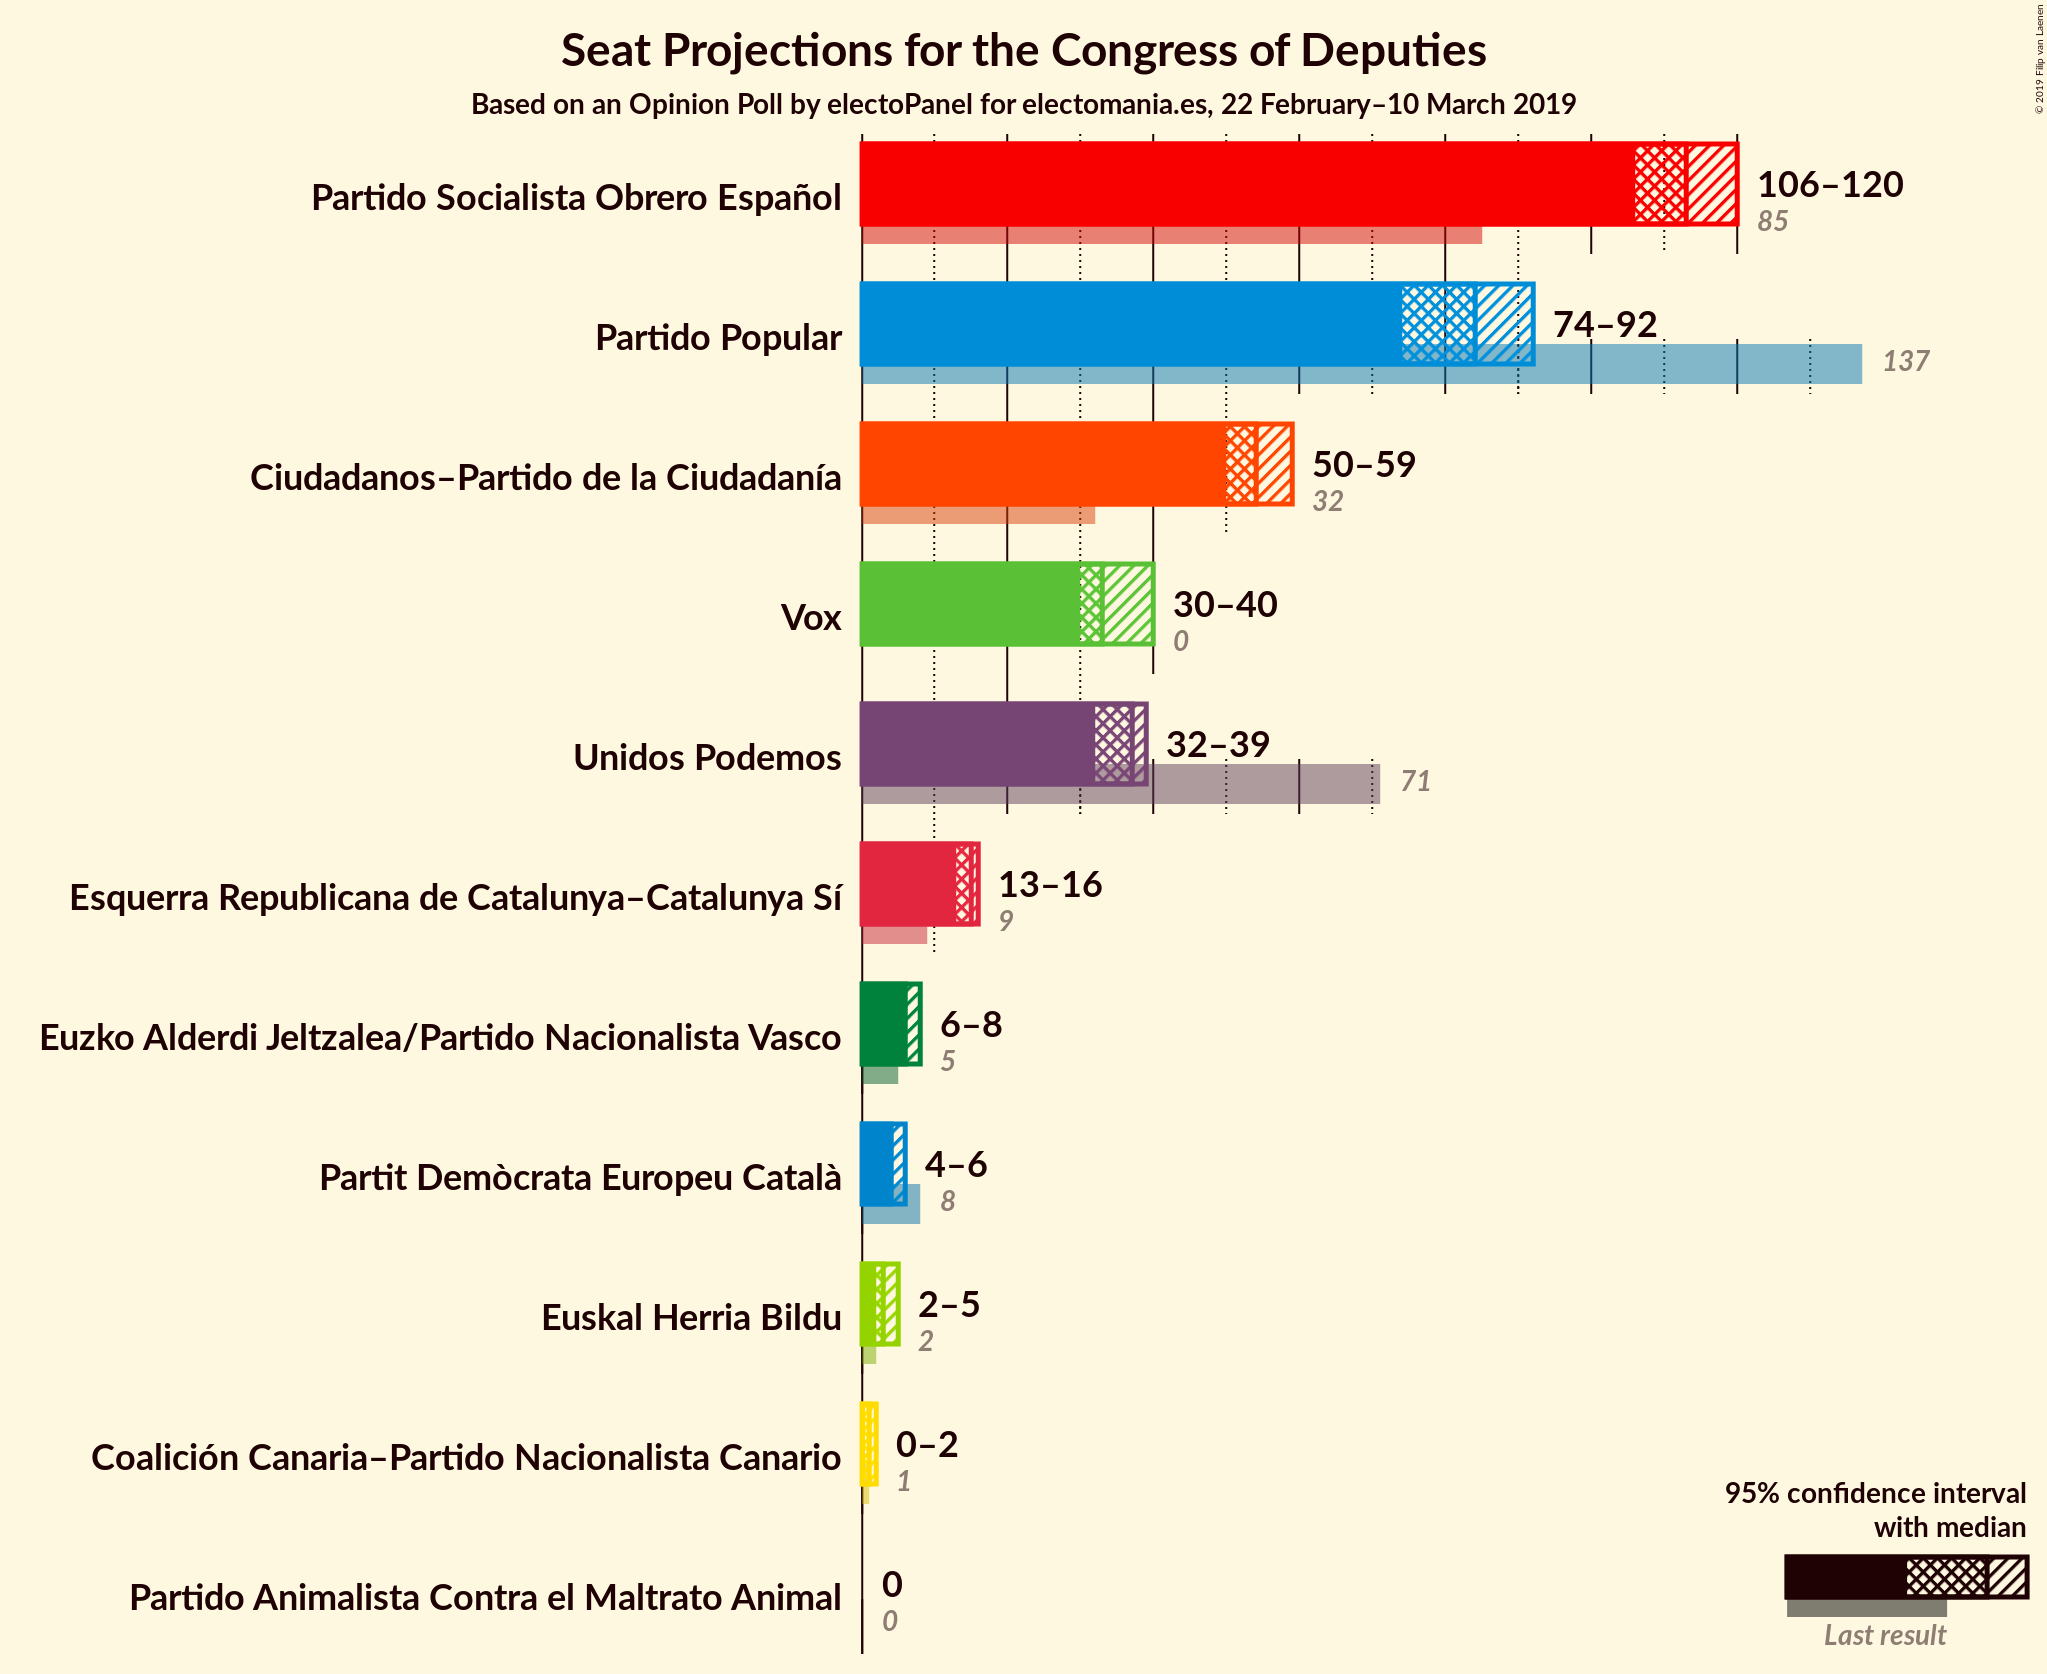 Seat Projections for the Congress of Deputies
Based on an Opinion Poll by electoPanel for electomania.es, 22 February–10 March 2019
© 2019 Filip van Laenen
Partido Socialista Obrero Español
106–120
85
Partido Popular
74–92
137
Ciudadanos–Partido de la Ciudadanía
50–59
32
Vox
30–40
0
Unidos Podemos
32–39
71
Esquerra Republicana de Catalunya–Catalunya Sí
13–16
9
Euzko Alderdi Jeltzalea/Partido Nacionalista Vasco
6–8
5
Partit Demòcrata Europeu Català
4–6
8
Euskal Herria Bildu
2–5
2
Coalición Canaria–Partido Nacionalista Canario
0–2
1
Partido Animalista Contra el Maltrato Animal
0
0
95% confidence interval
with median
Last result